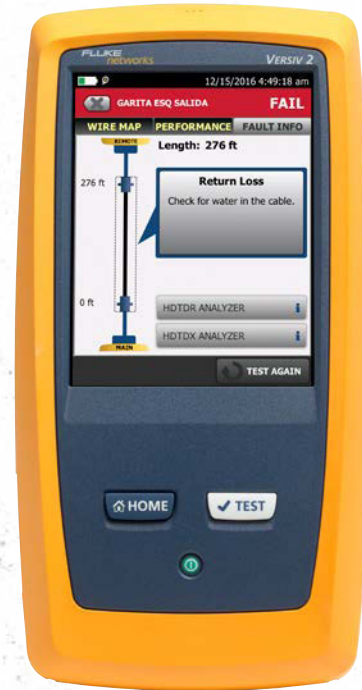 FLUKE
networks
VERSIV 2
12/15/2016 4:49:18 am
GARITA ESQ SALIDA
FAIL
WIRE MAP
PERFORMANCE
FAULT INFO
REMOTE
Length: 276 ft
276 ft
Return Loss
Check for water in the cable.
0 ft
HDTDR ANALYZER
i
HDTDX ANALYZER
i
MAIN
TEST AGAIN
HOME
TEST